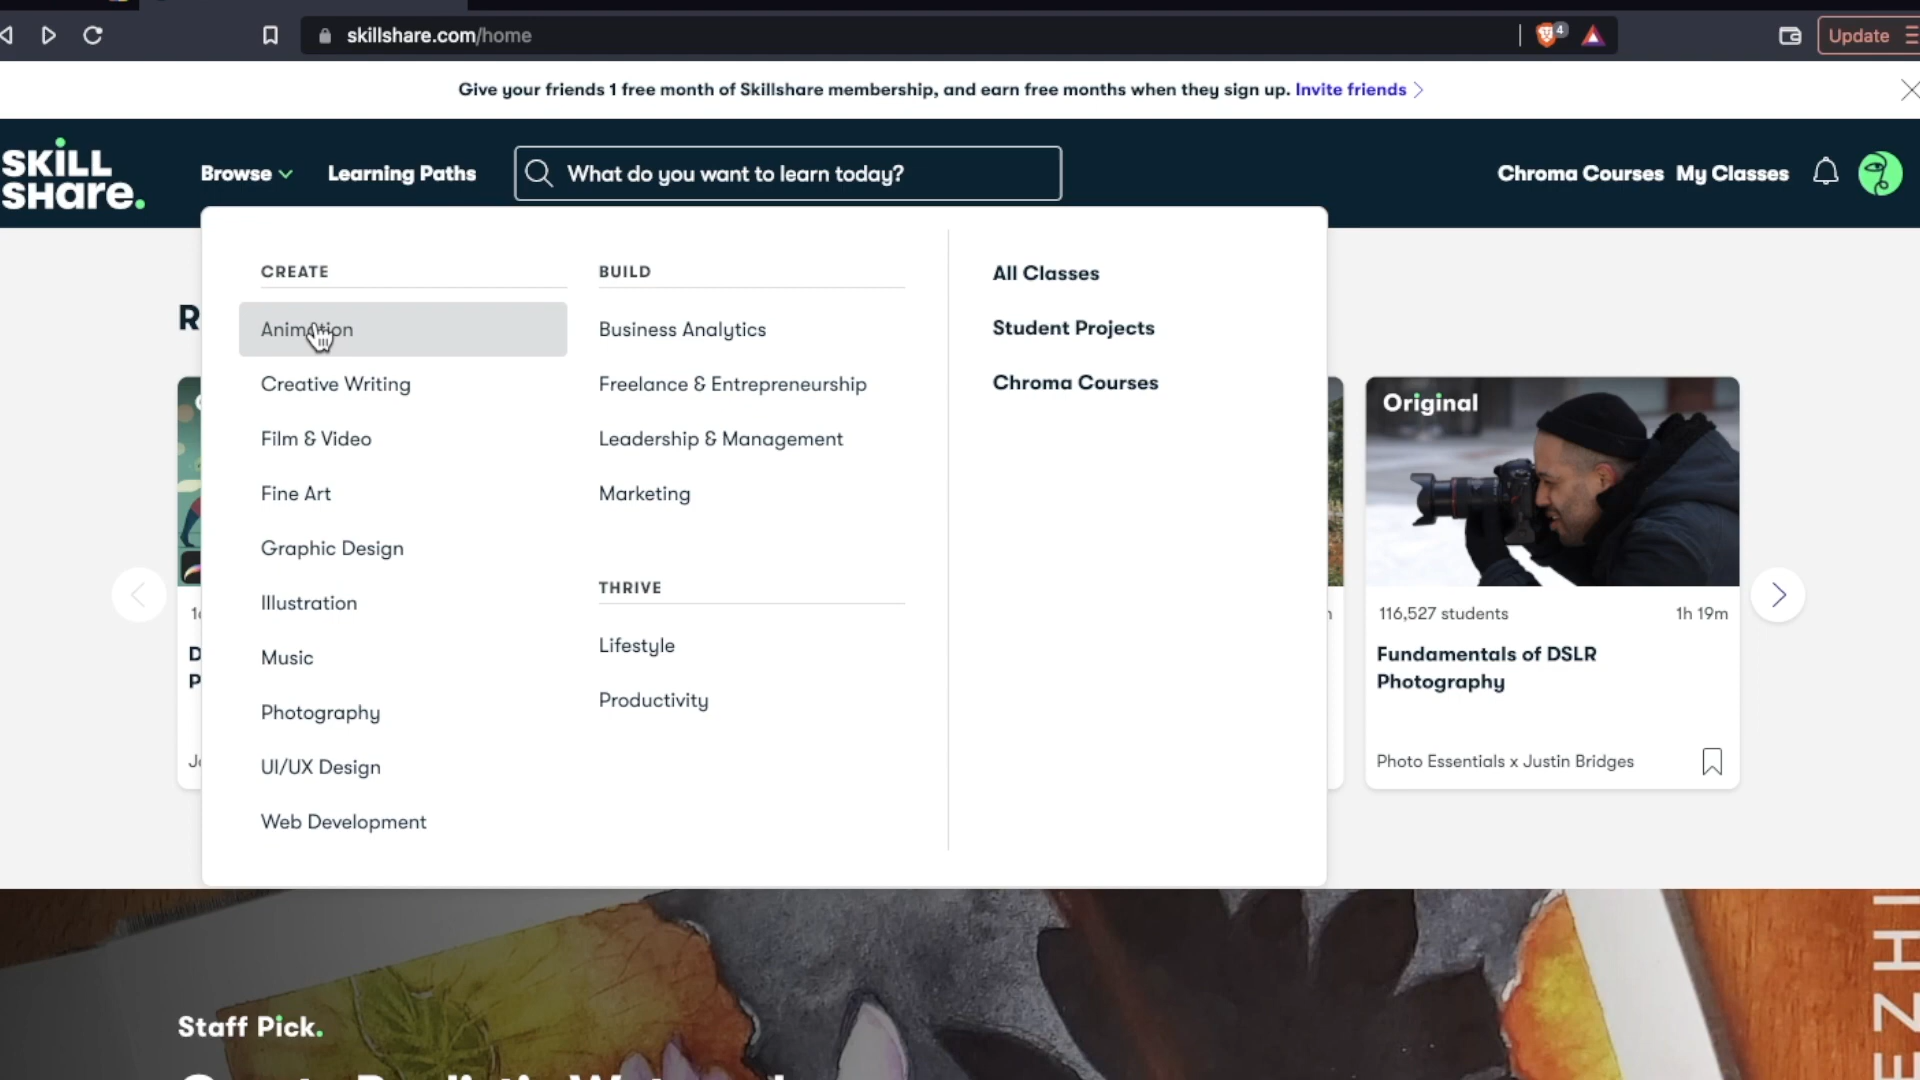 skillshare.com/home
4
Update
Give your friends 1 free month of Skillshare membership, and earn free months when they sign up. Invite friends
SKILL
SHare.
Browse
Learning Paths
What do you want to learn today?
Chroma Courses
My Classes
CREATE
Animation
Creative Writing
Film & Video
Fine Art
Graphic Design
Illustration
Music
Photography
UI/UX Design
Web Development
BUILD
Business Analytics
Freelance & Entrepreneurship
Leadership & Management
Marketing
THRIVE
Lifestyle
Productivity
All Classes
Student Projects
Chroma Courses
Original
116,527 students
1h 19m
Fundamentals of DSLR
Photography
Photo Essentials x Justin Bridges
Staff Pick.